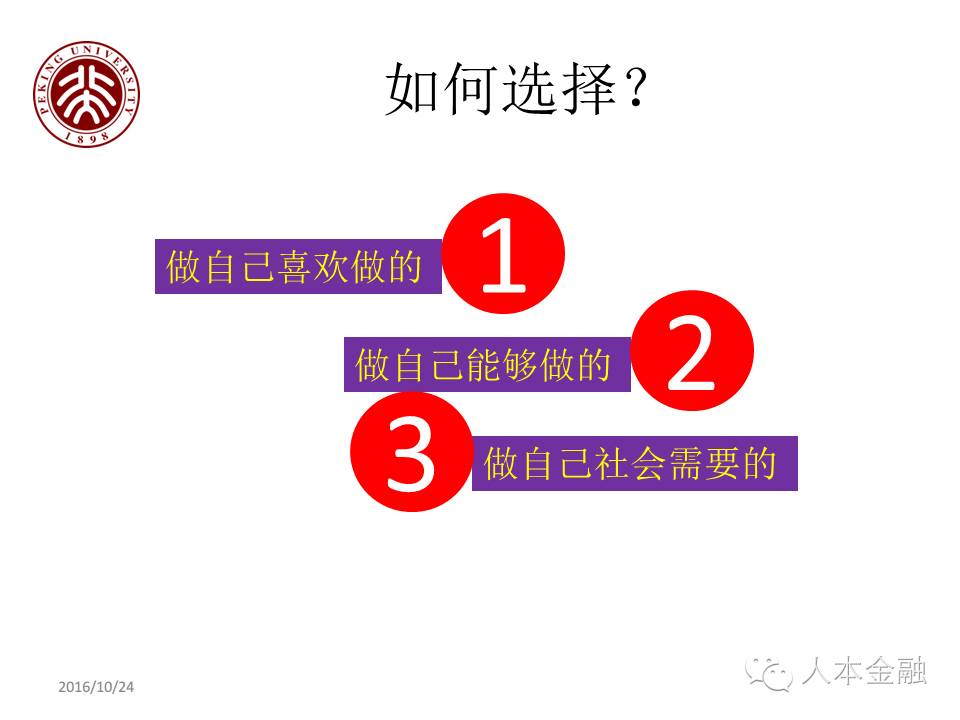 PEKING UNIVERSITY
1898
如何选择？
做自己喜欢做的
1
做自己能够做的
2
3
做自己社会需要的
2016/10/24
人本金融